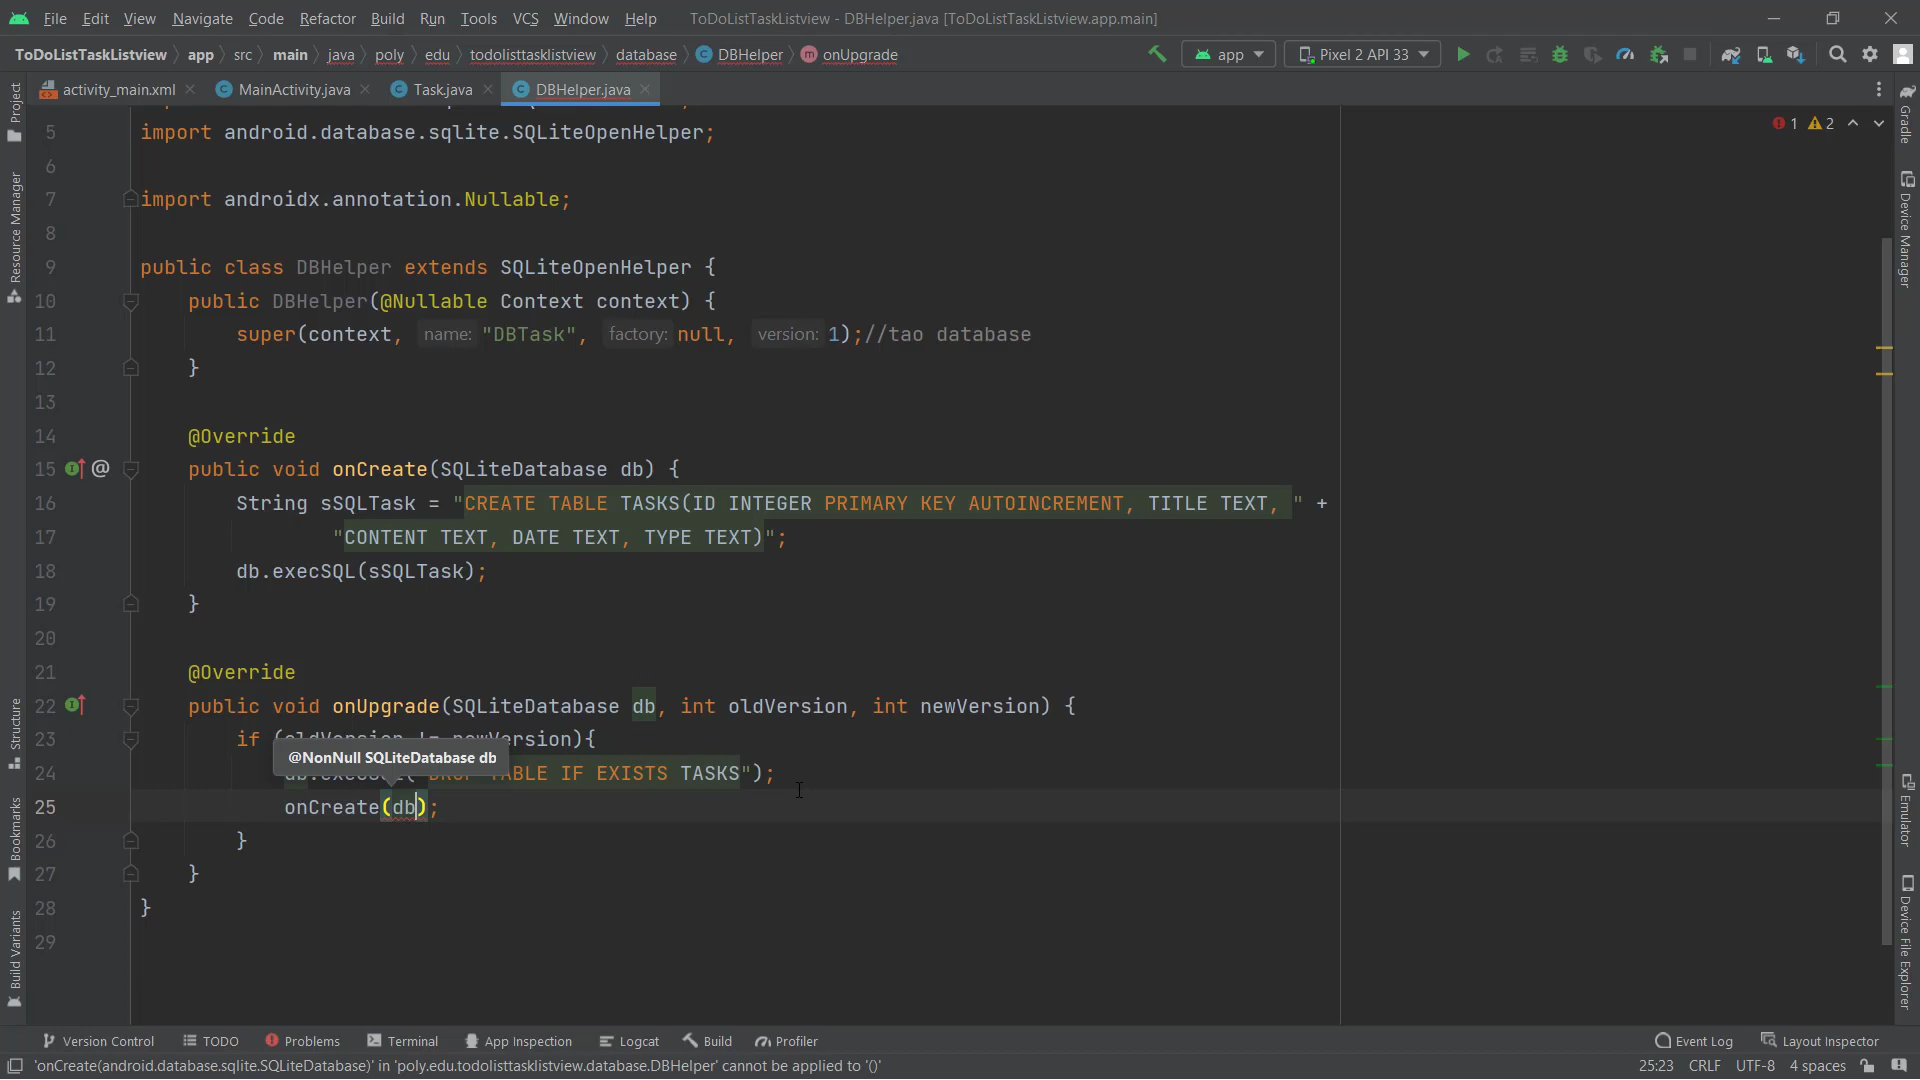 File Edit View Navigate Code Refactor Build Run Tools VCS Window Help ToDoListTaskListview - DBHelper.java [ToDoListTaskListview.app.main]
ToDoListTaskListview app src main java poly edu todolisttasklistview database DBHelper onUpgrade app Pixel 2 API 33
activity_main.xml MainActivity.java Task.java DBHelper.java
Project
Resource Manager
Structure
Bookmarks
Build Variants
1 2
5 import android.database.sqlite.SQLiteOpenHelper;
6
7 import androidx.annotation.Nullable;
8
9 public class DBHelper extends SQLiteOpenHelper {
10 public DBHelper(@Nullable Context context) {
11 super(context, name: "DBTask", factory: null, version: 1);//tao database
12 }
13
14 @Override
15 @ public void onCreate(SQLiteDatabase db) {
16 String sSQLTask = "CREATE TABLE TASKS(ID INTEGER PRIMARY KEY AUTOINCREMENT, TITLE TEXT, " +
17 "CONTENT TEXT, DATE TEXT, TYPE TEXT)";
18 db.execSQL(sSQLTask);
19 }
20
21 @Override
22 public void onUpgrade(SQLiteDatabase db, int oldVersion, int newVersion) {
23 if (oldVersion != newVersion){
@NonNull SQLiteDatabase db
24 TABLE IF EXISTS TASKS");
25 onCreate(db);
26 }
27 }
28 }
29
Gradle
Device Manager
Emulator
Device File Explorer
Version Control TODO Problems Terminal App Inspection Logcat Build Profiler Event Log Layout Inspector
'onCreate(android.database.sqlite.SQLiteDatabase)' in 'poly.edu.todolisttasklistview.database.DBHelper' cannot be applied to '()' 25:23 CRLF UTF-8 4 spaces